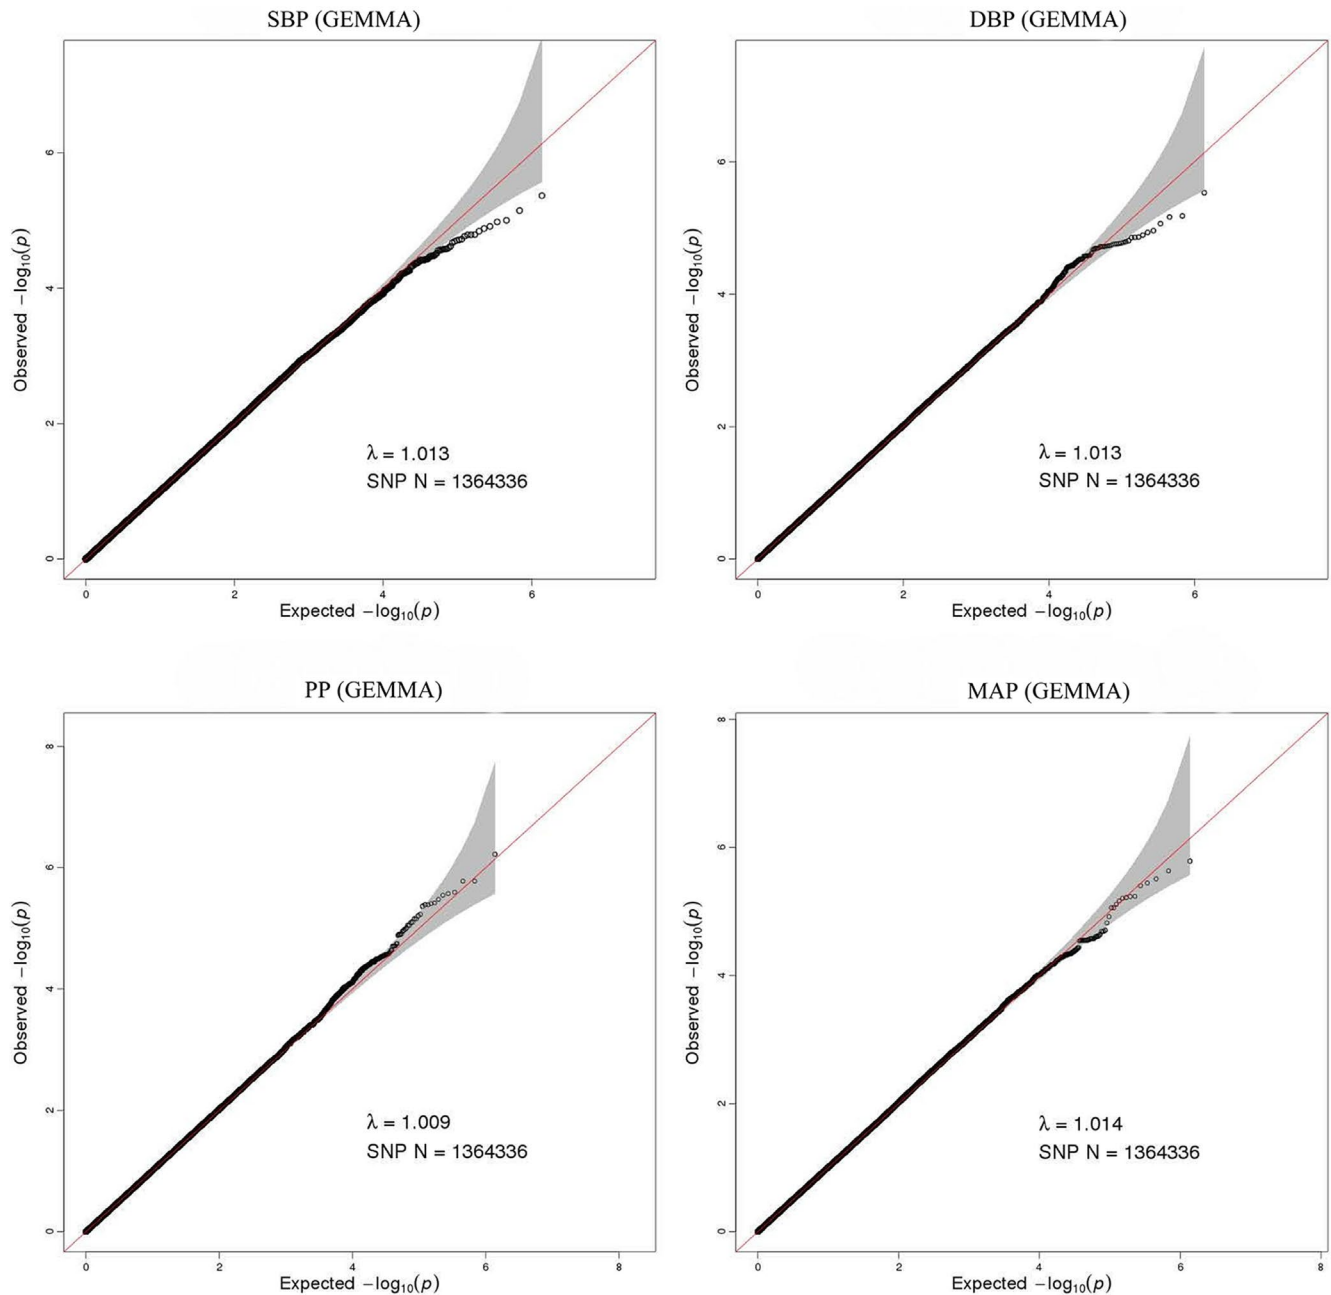 SBP (GEMMA)
Observed −log10(p)
6
4
2
0
λ = 1.013
SNP N = 1364336
0 2 4 6
Expected −log10(p)
DBP (GEMMA)
Observed −log10(p)
6
4
2
0
λ = 1.013
SNP N = 1364336
0 2 4 6
Expected −log10(p)
PP (GEMMA)
Observed −log10(p)
8
6
4
2
0
λ = 1.009
SNP N = 1364336
0 2 4 6 8
Expected −log10(p)
MAP (GEMMA)
Observed −log10(p)
8
6
4
2
0
λ = 1.014
SNP N = 1364336
0 2 4 6 8
Expected −log10(p)